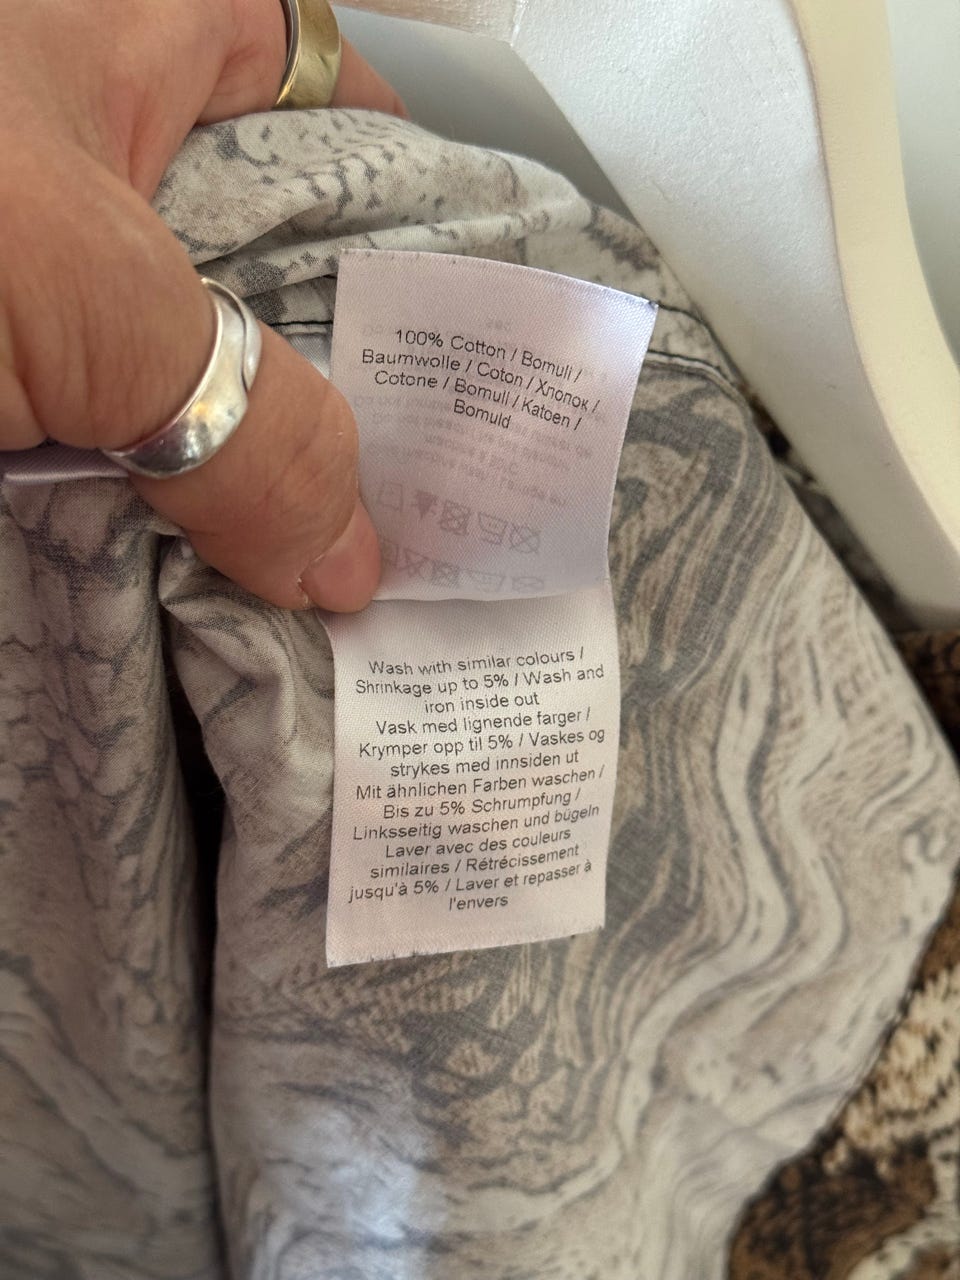 100% Cotton / Bomull /
Baumwolle / Coton / Хлопок /
Cotone / Bomull / Katoen /
Bomuld
Wash with similar colours /
Shrinkage up to 5% / Wash and
iron inside out
Vask med lignende farger /
Krymper opp til 5% / Vaskes og
strykes med innsiden ut
Mit ähnlichen Farben waschen /
Bis zu 5% Schrumpfung /
Linksseitig waschen und bügeln
Laver avec des couleurs
similaires / Rétrécissement
jusqu'à 5% / Laver et repasser à
l'envers